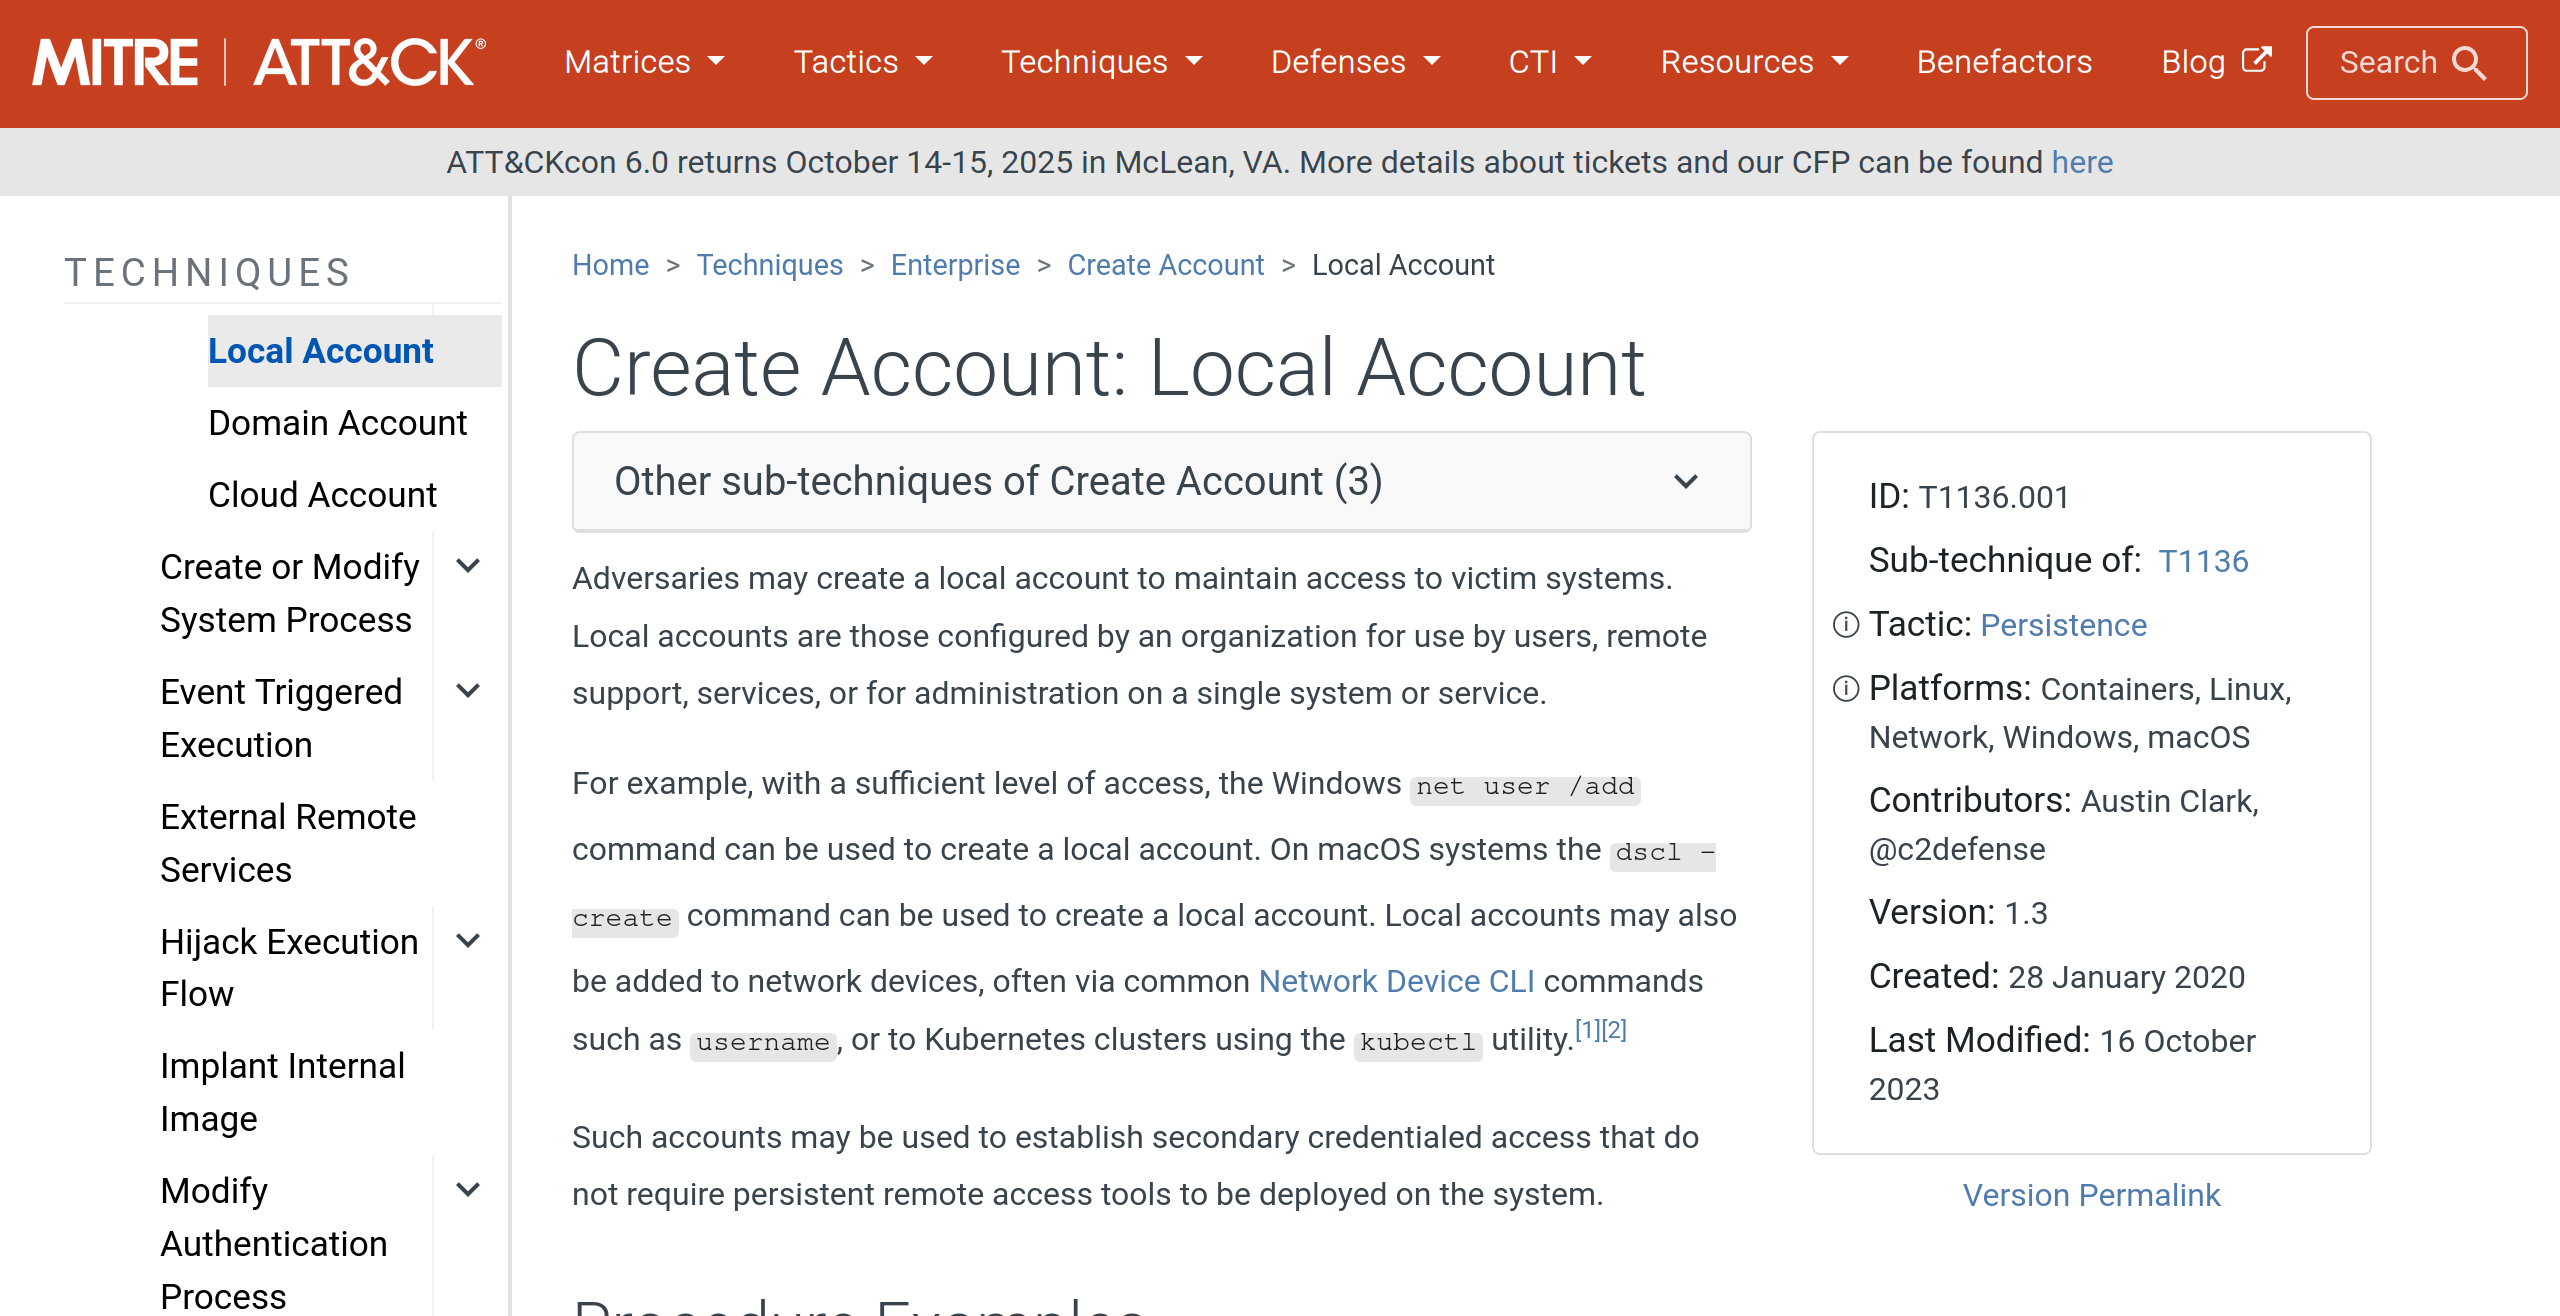 MITRE | ATT&CK®
Matrices
Tactics
Techniques
Defenses
CTI
Resources
Benefactors
Blog
Search
ATT&CKcon 6.0 returns October 14-15, 2025 in McLean, VA. More details about tickets and our CFP can be found here
TECHNIQUES
Local Account
Domain Account
Cloud Account
Create or Modify
System Process
Event Triggered
Execution
External Remote
Services
Hijack Execution
Flow
Implant Internal
Image
Modify
Authentication
Process
Home > Techniques > Enterprise > Create Account > Local Account
Create Account: Local Account
Other sub-techniques of Create Account (3)
Adversaries may create a local account to maintain access to victim systems.
Local accounts are those configured by an organization for use by users, remote
support, services, or for administration on a single system or service.
For example, with a sufficient level of access, the Windows net user /add
command can be used to create a local account. On macOS systems the dscl -
create command can be used to create a local account. Local accounts may also
be added to network devices, often via common Network Device CLI commands
such as username, or to Kubernetes clusters using the kubectl utility.[1][2]
Such accounts may be used to establish secondary credentialed access that do
not require persistent remote access tools to be deployed on the system.
Procedure Examples
ID: T1136.001
Sub-technique of: T1136
Tactic: Persistence
Platforms: Containers, Linux,
Network, Windows, macOS
Contributors: Austin Clark,
@c2defense
Version: 1.3
Created: 28 January 2020
Last Modified: 16 October
2023
Version Permalink